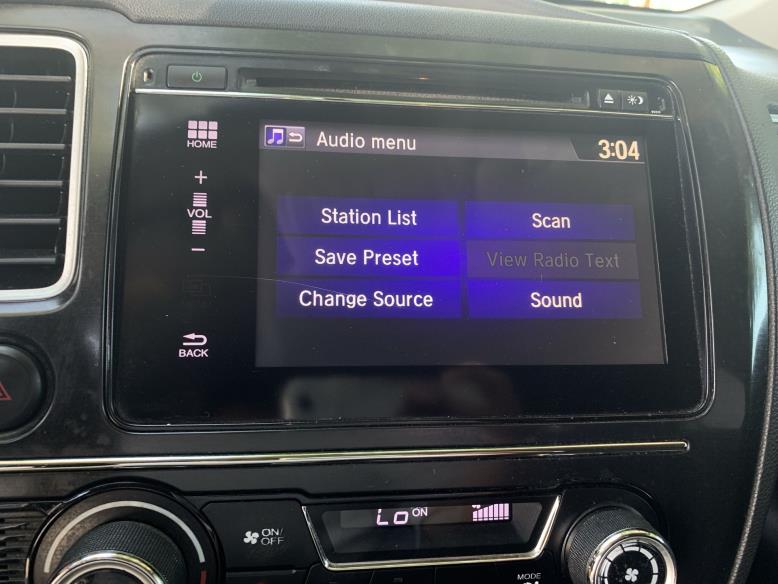 HOME
Audio menu 3:04
+
VOL
−
Station List Scan
Save Preset View Radio Text
Change Source Sound
BACK
ON/OFF
Lo ON
MODE